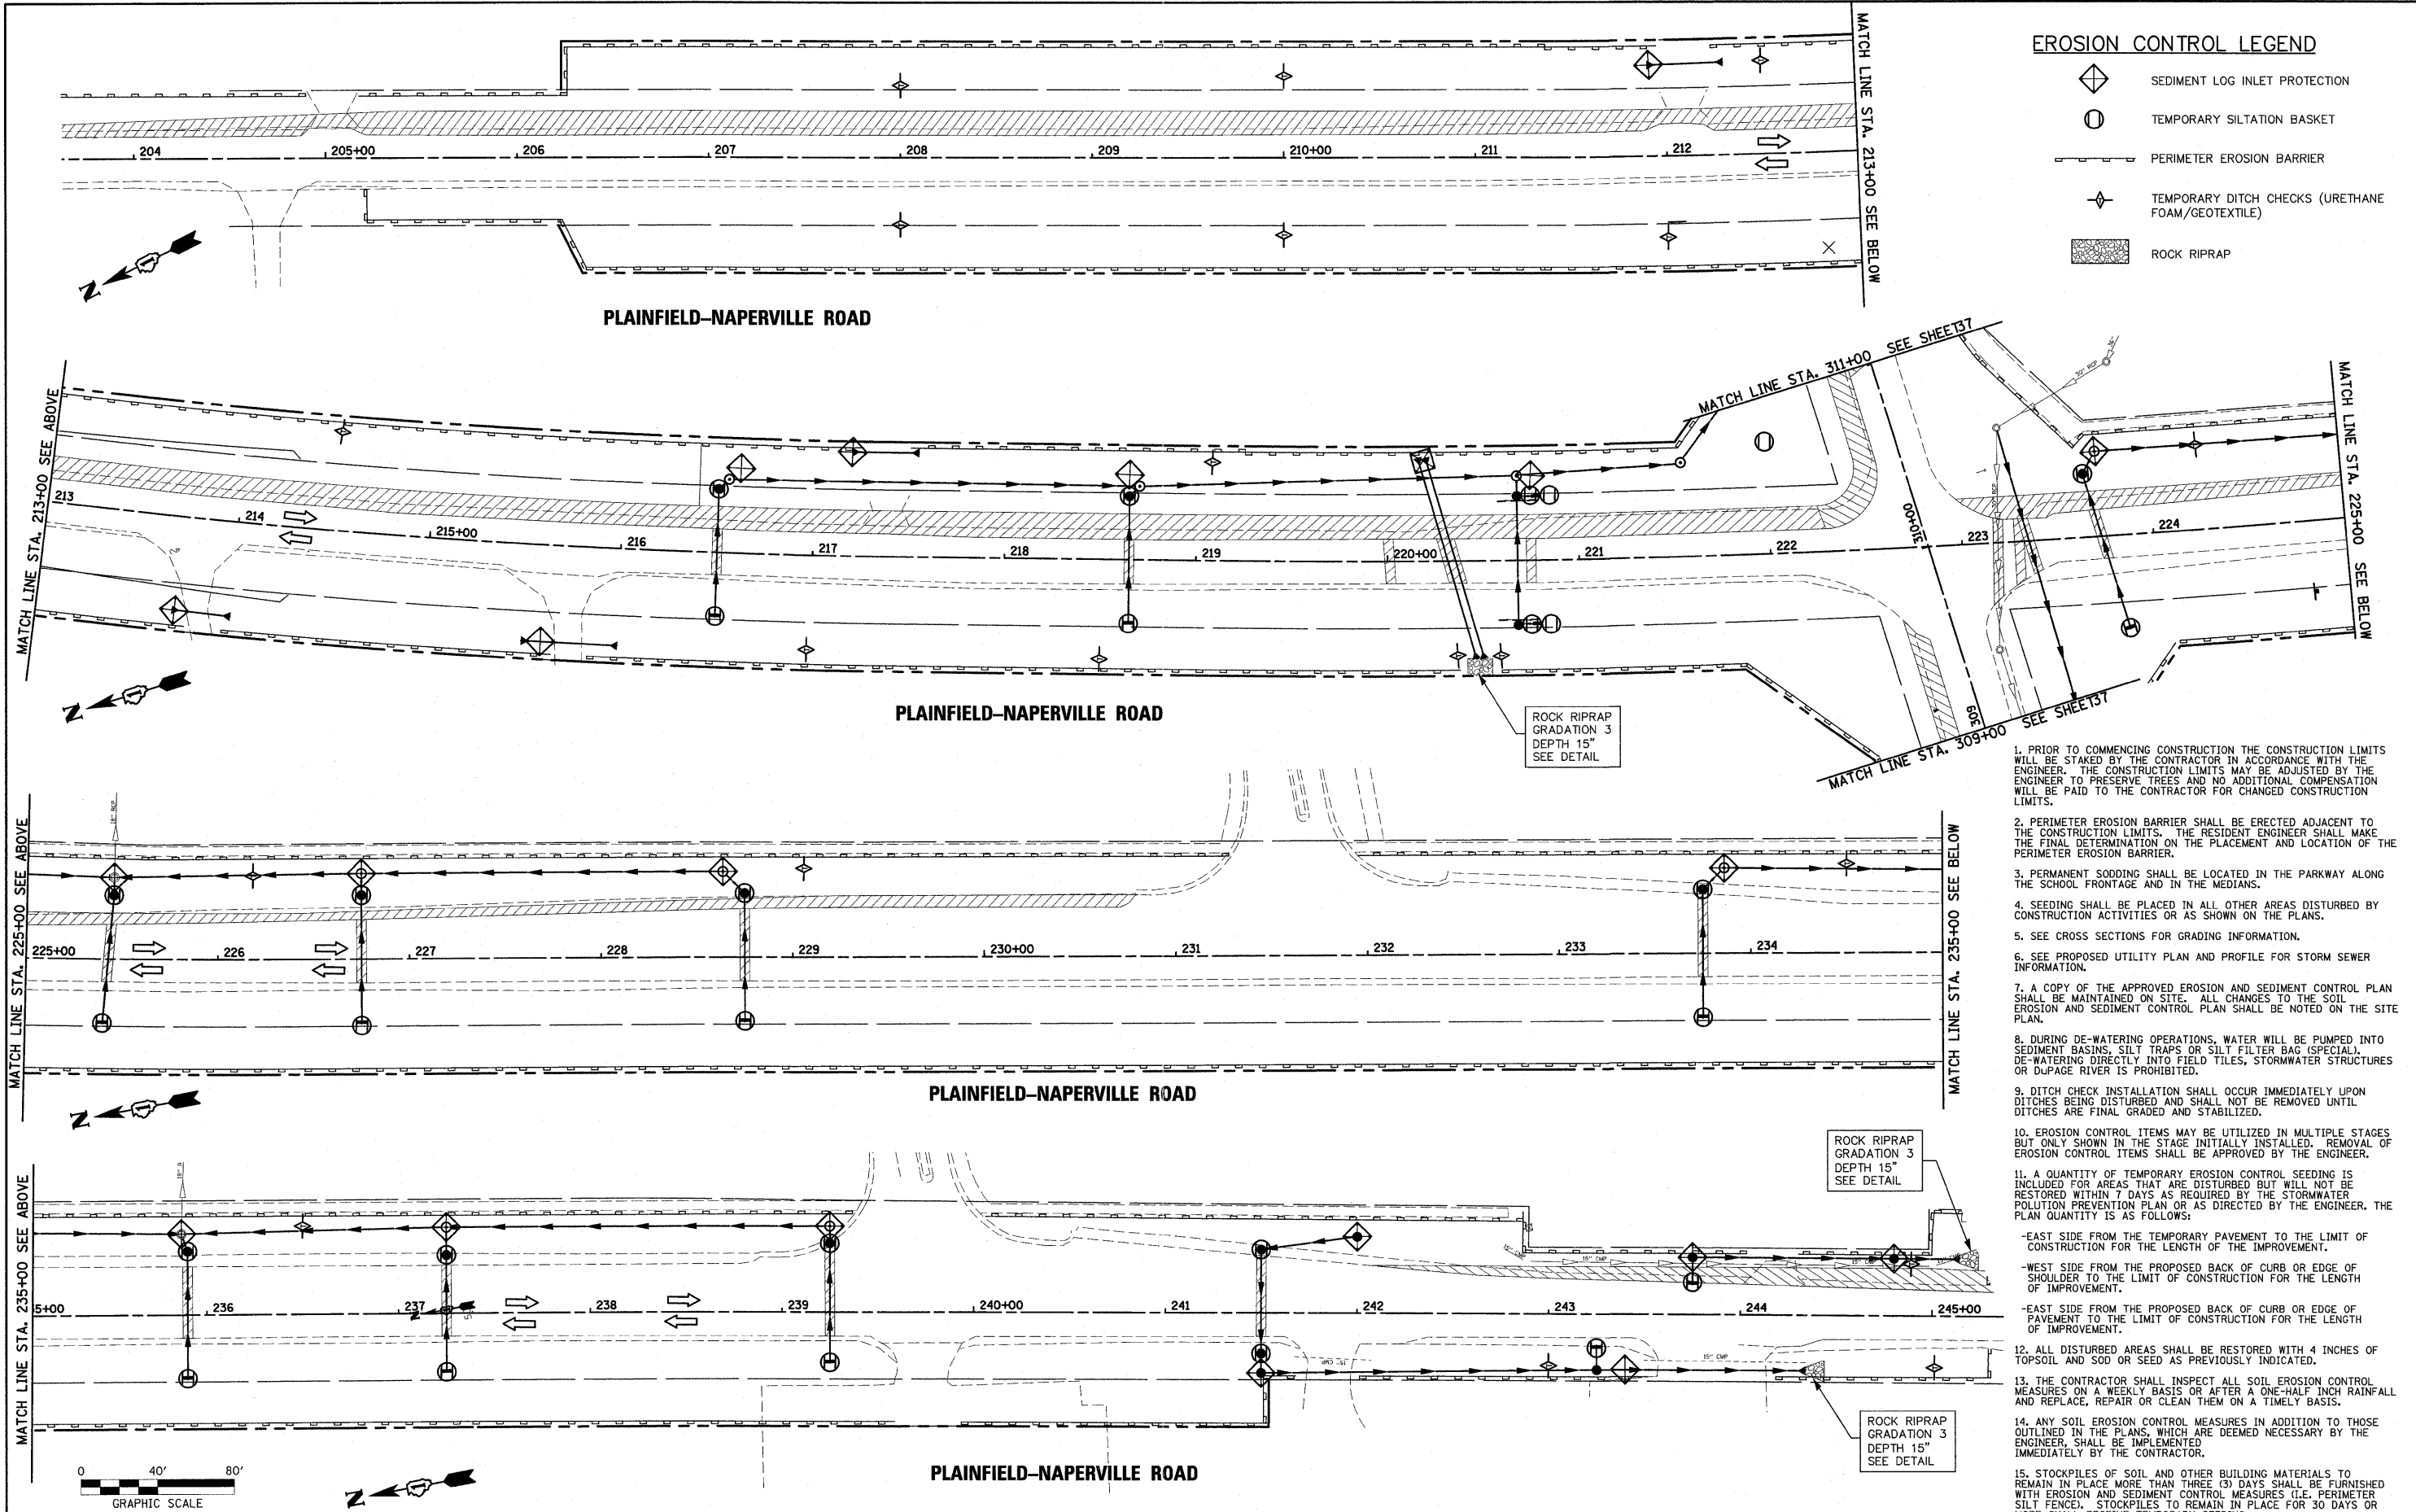 EROSION CONTROL LEGEND
SEDIMENT LOG INLET PROTECTION
TEMPORARY SILTATION BASKET
PERIMETER EROSION BARRIER
TEMPORARY DITCH CHECKS (URETHANE
FOAM/GEOTEXTILE)
ROCK RIPRAP
204
205+00
206
207
208
209
210+00
211
212
MATCH LINE STA. 213+00 SEE BELOW
N
PLAINFIELD–NAPERVILLE ROAD
MATCH LINE STA. 213+00 SEE ABOVE
213
214
215+00
216
217
218
219
220+00
221
222
223
224
MATCH LINE STA. 311+00 SEE SHEET37
310+00
309
MATCH LINE STA. 309+00 SEE SHEET37
30" RCP
36"
MATCH LINE STA. 225+00 SEE BELOW
N
PLAINFIELD–NAPERVILLE ROAD
ROCK RIPRAP
GRADATION 3
DEPTH 15"
SEE DETAIL
MATCH LINE STA. 225+00 SEE ABOVE
18" RCP
225+00
226
227
228
229
230+00
231
232
233
234
MATCH LINE STA. 235+00 SEE BELOW
N
PLAINFIELD–NAPERVILLE ROAD
MATCH LINE STA. 235+00 SEE ABOVE
18" R
5+00
236
237
238
239
240+00
241
242
243
244
245+00
15" CMP
15" CMP
15" CMP
15" CMP
ROCK RIPRAP
GRADATION 3
DEPTH 15"
SEE DETAIL
ROCK RIPRAP
GRADATION 3
DEPTH 15"
SEE DETAIL
N
PLAINFIELD–NAPERVILLE ROAD
0 40' 80'
GRAPHIC SCALE
1. PRIOR TO COMMENCING CONSTRUCTION THE CONSTRUCTION LIMITS
WILL BE STAKED BY THE CONTRACTOR IN ACCORDANCE WITH THE
ENGINEER. THE CONSTRUCTION LIMITS MAY BE ADJUSTED BY THE
ENGINEER TO PRESERVE TREES AND NO ADDITIONAL COMPENSATION
WILL BE PAID TO THE CONTRACTOR FOR CHANGED CONSTRUCTION
LIMITS.
2. PERIMETER EROSION BARRIER SHALL BE ERECTED ADJACENT TO
THE CONSTRUCTION LIMITS. THE RESIDENT ENGINEER SHALL MAKE
THE FINAL DETERMINATION ON THE PLACEMENT AND LOCATION OF THE
PERIMETER EROSION BARRIER.
3. PERMANENT SODDING SHALL BE LOCATED IN THE PARKWAY ALONG
THE SCHOOL FRONTAGE AND IN THE MEDIANS.
4. SEEDING SHALL BE PLACED IN ALL OTHER AREAS DISTURBED BY
CONSTRUCTION ACTIVITIES OR AS SHOWN ON THE PLANS.
5. SEE CROSS SECTIONS FOR GRADING INFORMATION.
6. SEE PROPOSED UTILITY PLAN AND PROFILE FOR STORM SEWER
INFORMATION.
7. A COPY OF THE APPROVED EROSION AND SEDIMENT CONTROL PLAN
SHALL BE MAINTAINED ON SITE. ALL CHANGES TO THE SOIL
EROSION AND SEDIMENT CONTROL PLAN SHALL BE NOTED ON THE SITE
PLAN.
8. DURING DE-WATERING OPERATIONS, WATER WILL BE PUMPED INTO
SEDIMENT BASINS, SILT TRAPS OR SILT FILTER BAG (SPECIAL).
DE-WATERING DIRECTLY INTO FIELD TILES, STORMWATER STRUCTURES
OR DuPAGE RIVER IS PROHIBITED.
9. DITCH CHECK INSTALLATION SHALL OCCUR IMMEDIATELY UPON
DITCHES BEING DISTURBED AND SHALL NOT BE REMOVED UNTIL
DITCHES ARE FINAL GRADED AND STABILIZED.
10. EROSION CONTROL ITEMS MAY BE UTILIZED IN MULTIPLE STAGES
BUT ONLY SHOWN IN THE STAGE INITIALLY INSTALLED. REMOVAL OF
EROSION CONTROL ITEMS SHALL BE APPROVED BY THE ENGINEER.
11. A QUANTITY OF TEMPORARY EROSION CONTROL SEEDING IS
INCLUDED FOR AREAS THAT ARE DISTURBED BUT WILL NOT BE
RESTORED WITHIN 7 DAYS AS REQUIRED BY THE STORMWATER
POLUTION PREVENTION PLAN OR AS DIRECTED BY THE ENGINEER. THE
PLAN QUANTITY IS AS FOLLOWS:
-EAST SIDE FROM THE TEMPORARY PAVEMENT TO THE LIMIT OF
CONSTRUCTION FOR THE LENGTH OF THE IMPROVEMENT.
-WEST SIDE FROM THE PROPOSED BACK OF CURB OR EDGE OF
SHOULDER TO THE LIMIT OF CONSTRUCTION FOR THE LENGTH
OF IMPROVEMENT.
-EAST SIDE FROM THE PROPOSED BACK OF CURB OR EDGE OF
PAVEMENT TO THE LIMIT OF CONSTRUCTION FOR THE LENGTH
OF IMPROVEMENT.
12. ALL DISTURBED AREAS SHALL BE RESTORED WITH 4 INCHES OF
TOPSOIL AND SOD OR SEED AS PREVIOUSLY INDICATED.
13. THE CONTRACTOR SHALL INSPECT ALL SOIL EROSION CONTROL
MEASURES ON A WEEKLY BASIS OR AFTER A ONE-HALF INCH RAINFALL
AND REPLACE, REPAIR OR CLEAN THEM ON A TIMELY BASIS.
14. ANY SOIL EROSION CONTROL MEASURES IN ADDITION TO THOSE
OUTLINED IN THE PLANS, WHICH ARE DEEMED NECESSARY BY THE
ENGINEER, SHALL BE IMPLEMENTED
IMMEDIATELY BY THE CONTRACTOR.
15. STOCKPILES OF SOIL AND OTHER BUILDING MATERIALS TO
REMAIN IN PLACE MORE THAN THREE (3) DAYS SHALL BE FURNISHED
WITH EROSION AND SEDIMENT CONTROL MEASURES (I.E. PERIMETER
SILT FENCE). STOCKPILES TO REMAIN IN PLACE FOR 30 DAYS OR